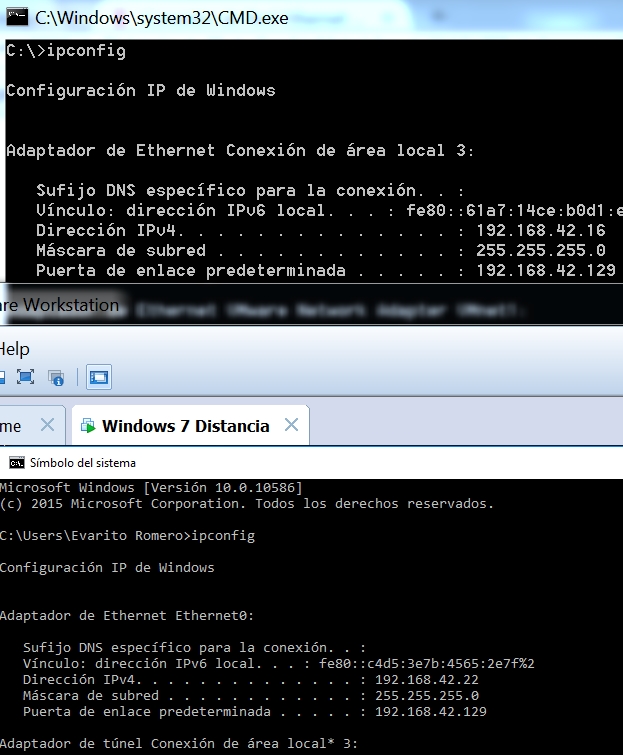 C:\Windows\system32\CMD.exe
C:\>ipconfig
Configuración IP de Windows
Adaptador de Ethernet Conexión de área local 3:
Sufijo DNS específico para la conexión. . :
Vínculo: dirección IPv6 local. . . : fe80::61a7:14ce:b0d1:e
Dirección IPv4. . . . . . . . . . . . . . : 192.168.42.16
Máscara de subred . . . . . . . . . . . . : 255.255.255.0
Puerta de enlace predeterminada . . . . . : 192.168.42.129
are Workstation
Ethernet VMware Network Adapter VMnet1:
Help
me
Windows 7 Distancia
Símbolo del sistema
Microsoft Windows [Versión 10.0.10586]
(c) 2015 Microsoft Corporation. Todos los derechos reservados.
C:\Users\Evarito Romero>ipconfig
Configuración IP de Windows
Adaptador de Ethernet Ethernet0:
Sufijo DNS específico para la conexión. . :
Vínculo: dirección IPv6 local. . . : fe80::c4d5:3e7b:4565:2e7f%2
Dirección IPv4. . . . . . . . . . . . . . : 192.168.42.22
Máscara de subred . . . . . . . . . . . . : 255.255.255.0
Puerta de enlace predeterminada . . . . . : 192.168.42.129
Adaptador de túnel Conexión de área local* 3: